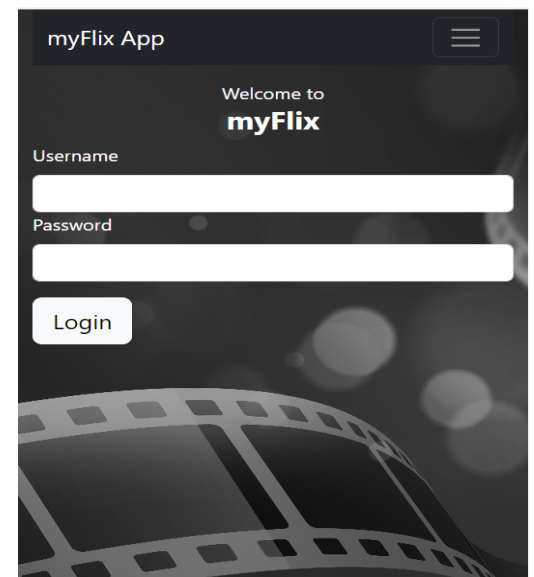 myFlix App
Welcome to
myFlix
Username
Password
Login